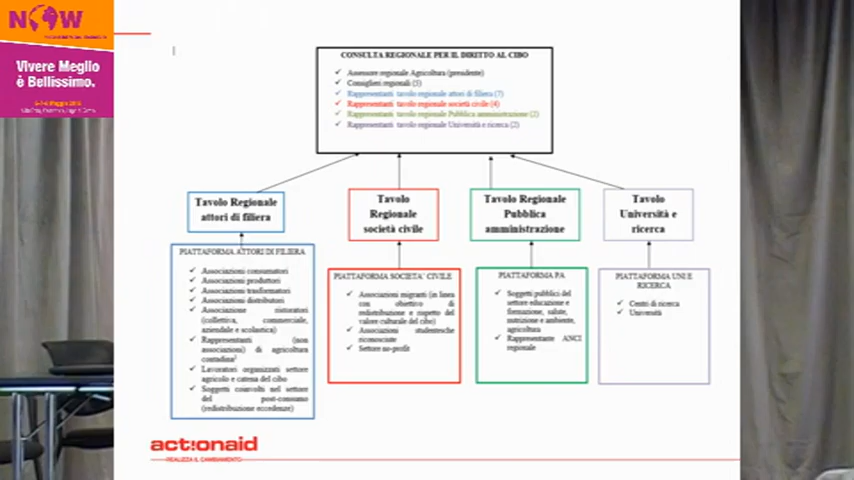 NOW
Vivere Meglio
è Bellissimo.
CONSULTA REGIONALE PER IL DIRITTO AL CIBO
✓ Assessore regionale Agricoltura (presidente)
✓ Consiglieri regionali (5)
✓ Rappresentanti tavolo regionale attori di filiera (7)
✓ Rappresentanti tavolo regionale società civile (4)
✓ Rappresentanti tavolo regionale Pubblica amministrazione (2)
✓ Rappresentanti tavolo regionale Università e ricerca (2)
Tavolo Regionale
attori di filiera
Tavolo
Regionale
società civile
Tavolo Regionale
Pubblica
amministrazione
Tavolo
Università e
ricerca
PIATTAFORMA ATTORI DI FILIERA
✓ Associazioni consumatori
✓ Associazioni produttori
✓ Associazioni trasformatori
✓ Associazioni distributori
✓ Associazione ristoratori
(collettiva, commerciale,
aziendale e scolastica)
✓ Rappresentanti (non
associazioni) di agricoltura
contadina
✓ Lavoratori organizzati settore
agricolo e catena del cibo
✓ Soggetti coinvolti nel settore
del post-consumo
(redistribuzione eccedenze)
PIATTAFORMA SOCIETA' CIVILE
✓ Associazioni migranti (in linea
con obiettivo di
redistribuzione e rispetto del
valore culturale del cibo)
✓ Associazioni studentesche
riconosciute
✓ Settore no-profit
PIATTAFORMA PA
✓ Soggetti pubblici del
settore educazione e
formazione, salute,
nutrizione e ambiente,
agricoltura
✓ Rappresentante ANCI
regionale
PIATTAFORMA UNI E
RICERCA
✓ Centro di ricerca
✓ Università
act!onaid
REALIZZA IL CAMBIAMENTO